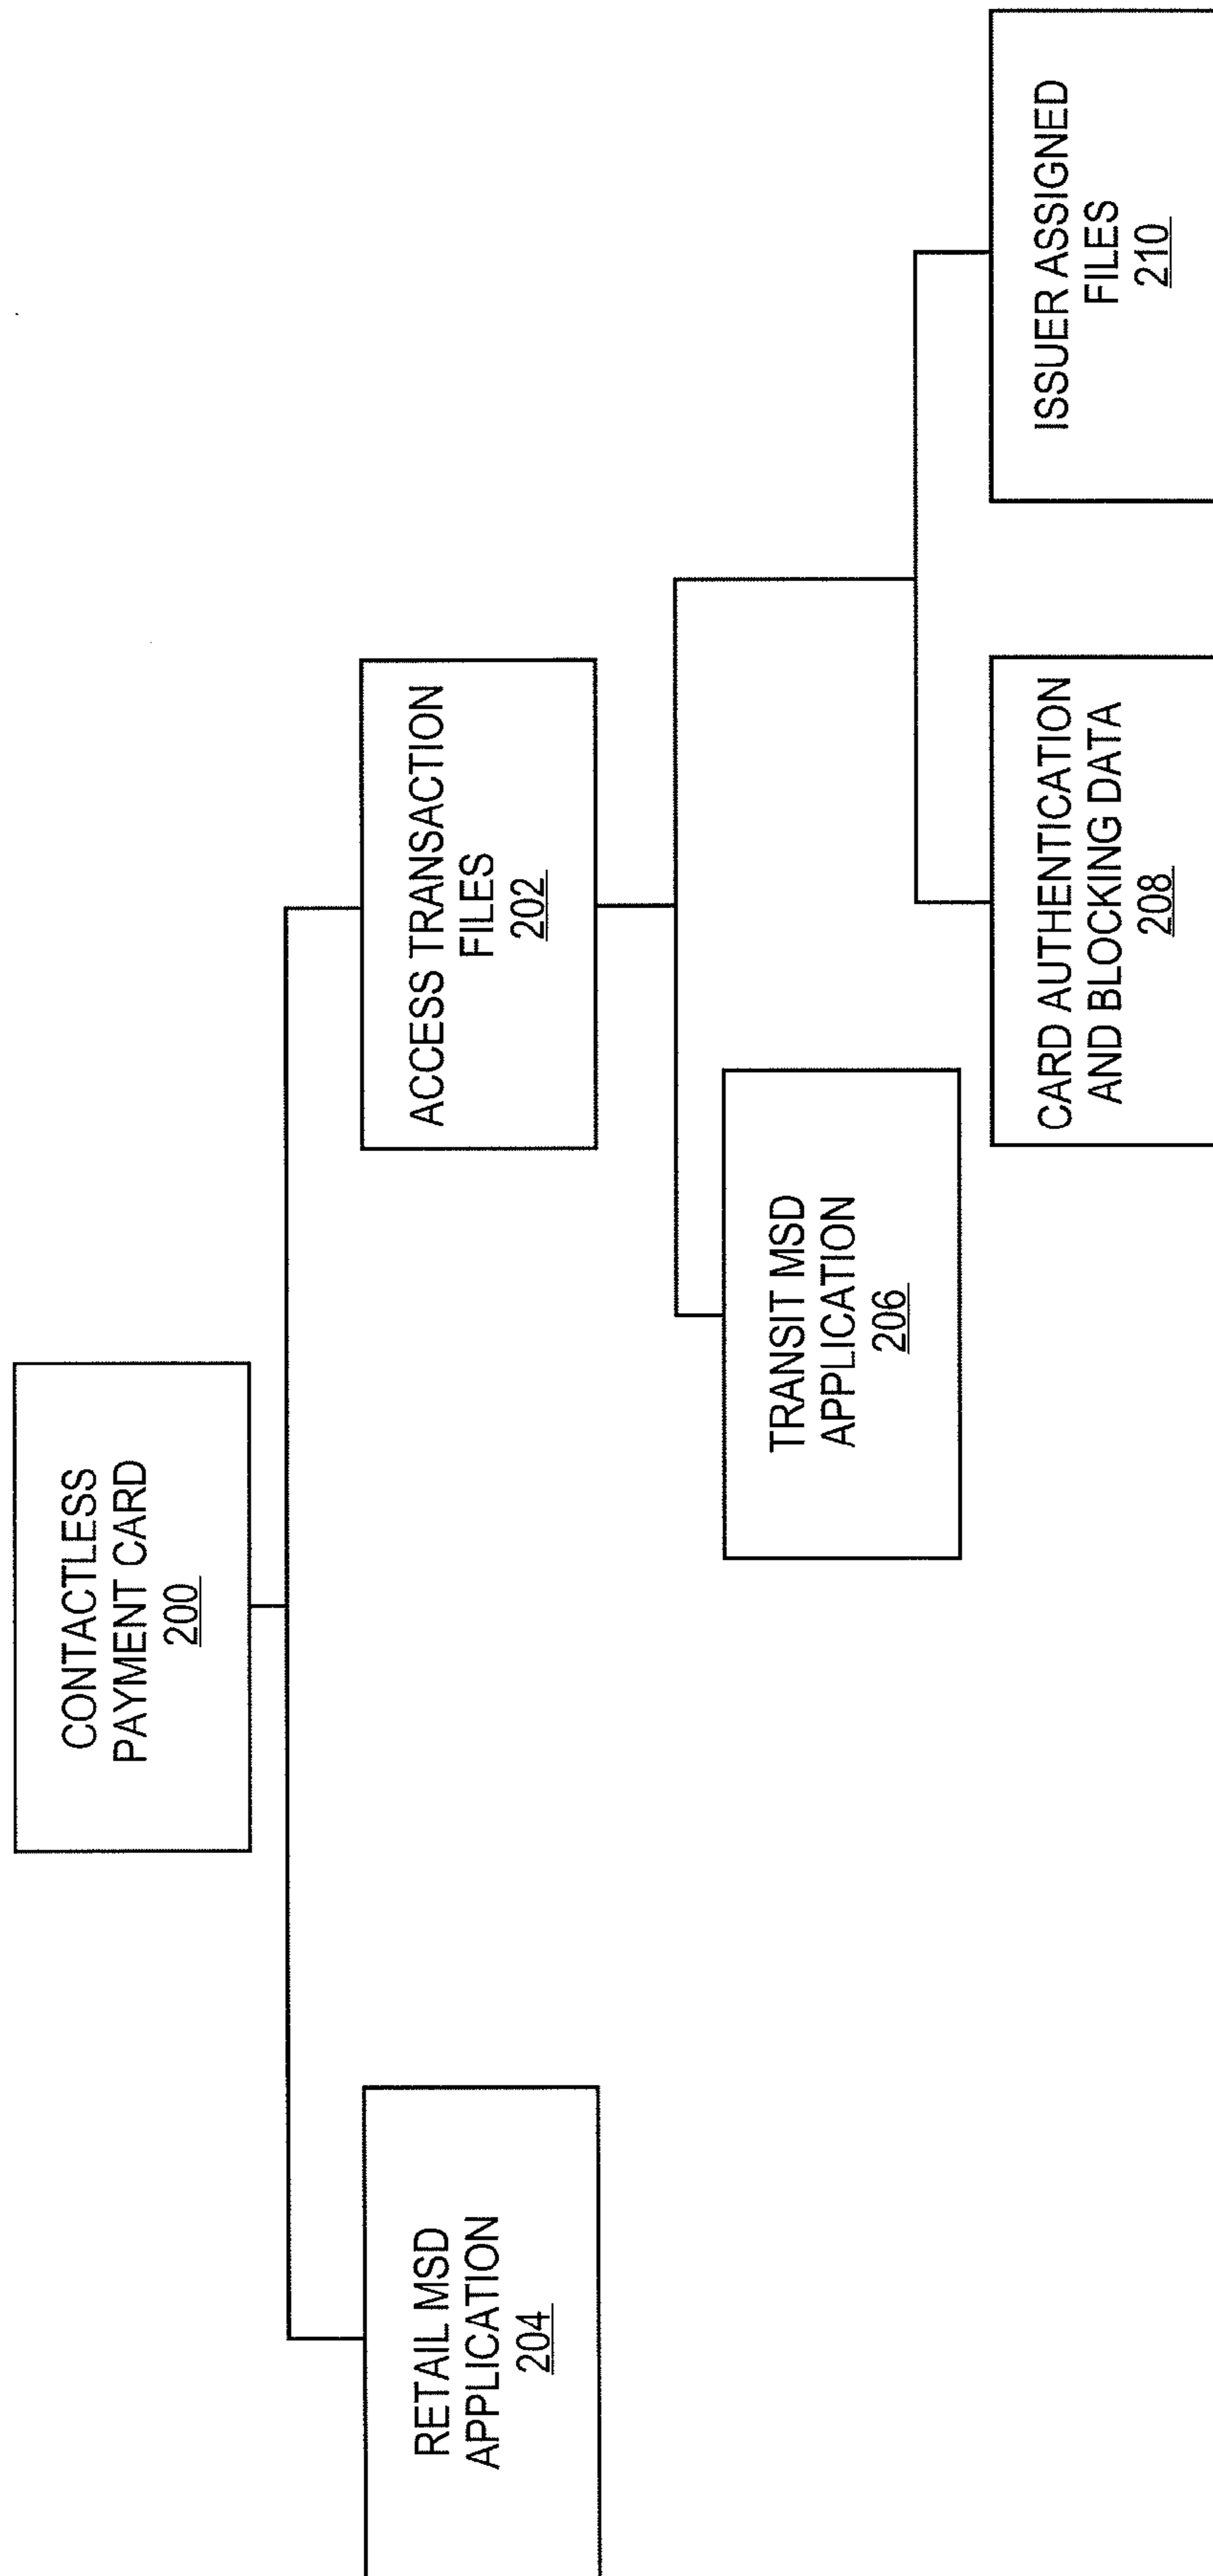 CONTACTLESS
PAYMENT CARD
200
RETAIL MSD
APPLICATION
204
ACCESS TRANSACTION
FILES
202
TRANSIT MSD
APPLICATION
206
CARD AUTHENTICATION
AND BLOCKING DATA
208
ISSUER ASSIGNED
FILES
210